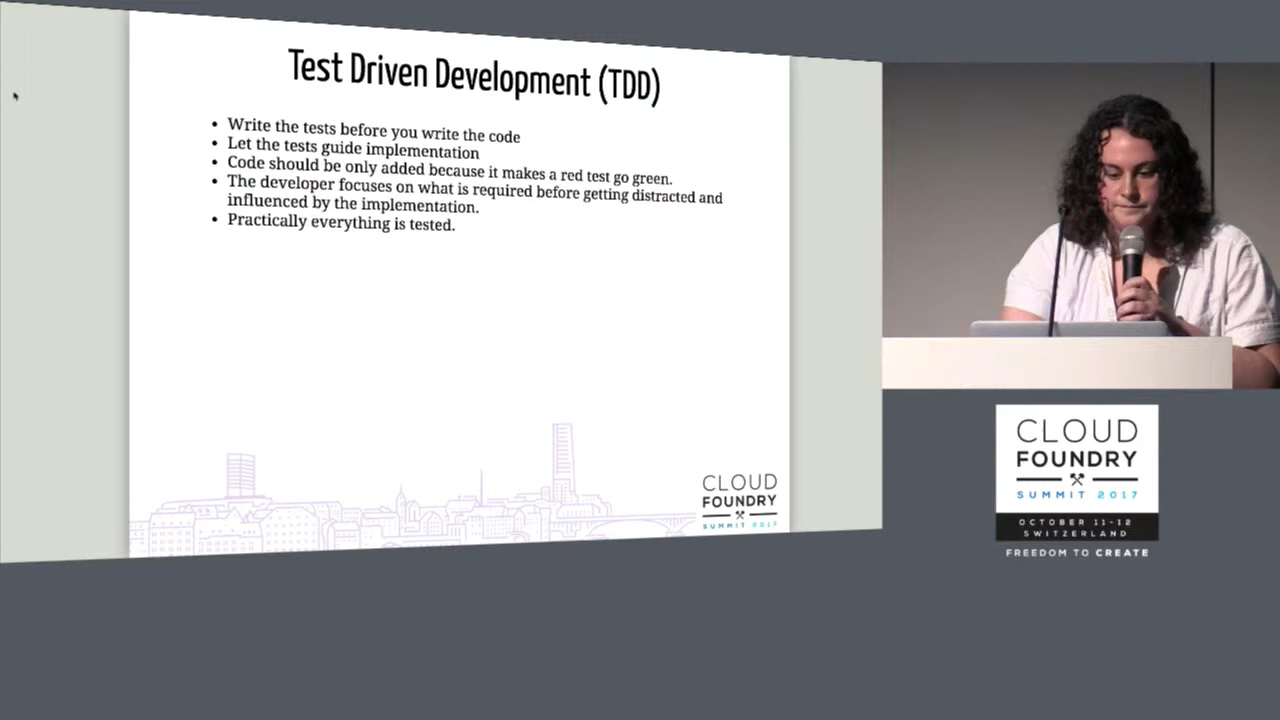 Test Driven Development (TDD)
• Write the tests before you write the code
• Let the tests guide implementation
• Code should be only added because it makes a red test go green.
• The developer focuses on what is required before getting distracted and
influenced by the implementation.
• Practically everything is tested.
CLOUD
FOUNDRY
SUMMIT 2017
CLOUD
FOUNDRY
SUMMIT 2017
OCTOBER 11-12
SWITZERLAND
FREEDOM TO CREATE